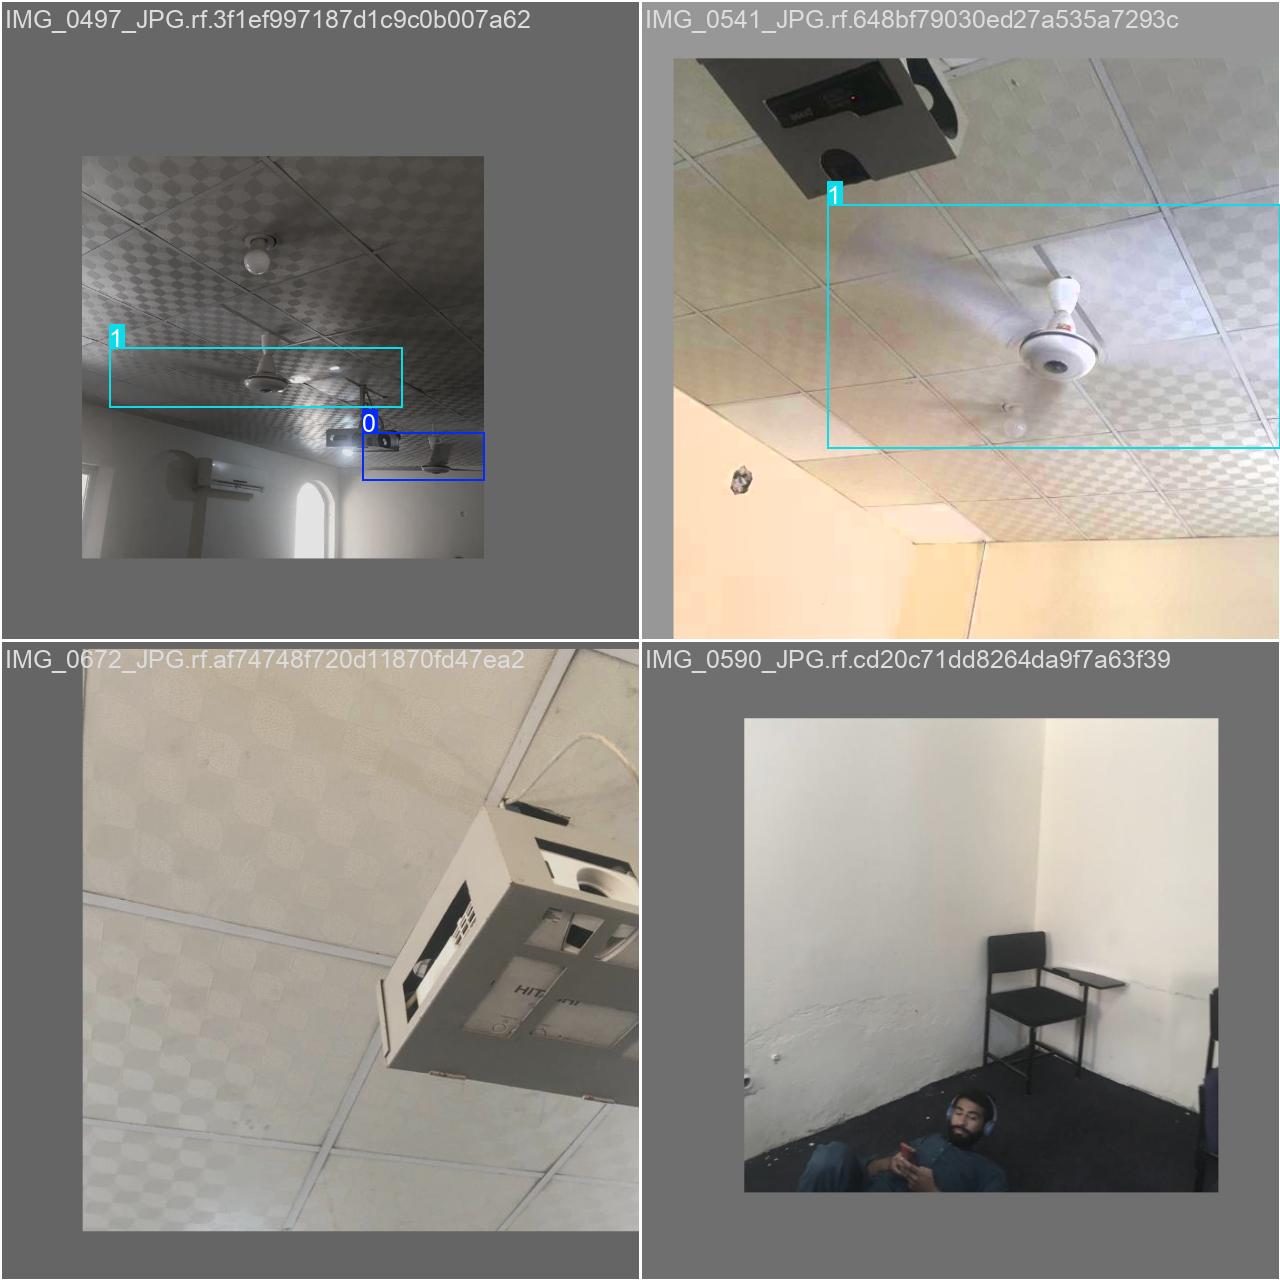 IMG_0497_JPG.rf.3f1ef997187d1c9c0b007a62
IMG_0541_JPG.rf.648bf79030ed27a535a7293c
1
1
0
IMG_0672_JPG.rf.af74748f720d11870fd47ea2
IMG_0590_JPG.rf.cd20c71dd8264da9f7a63f39